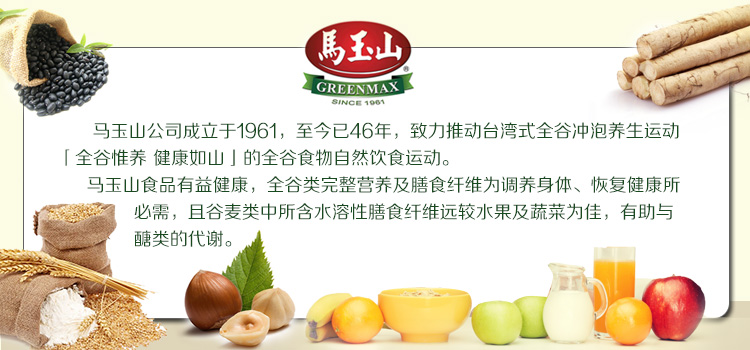 馬玉山
®
GREENMAX
SINCE 1961
马玉山公司成立于1961，至今已46年，致力推动台湾式全谷冲泡养生运动
「全谷惟养 健康如山」的全谷食物自然饮食运动。
马玉山食品有益健康，全谷类完整营养及膳食纤维为调养身体、恢复健康所
必需，且谷麦类中所含水溶性膳食纤维远较水果及蔬菜为佳，有助与
醣类的代谢。